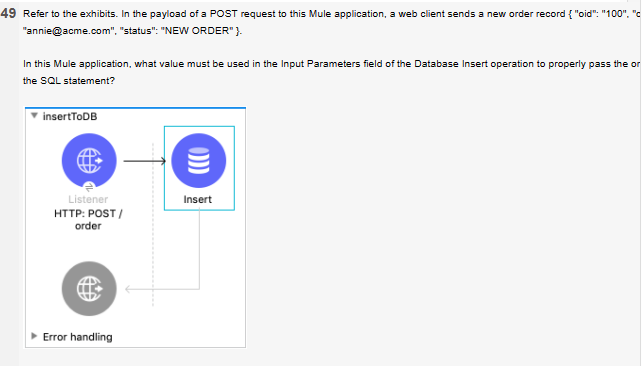 49 Refer to the exhibits. In the payload of a POST request to this Mule application, a web client sends a new order record { "oid": "100",
"annie@acme.com", "status": "NEW ORDER" }.
In this Mule application, what value must be used in the Input Parameters field of the Database Insert operation to properly pass the
the SQL statement?
insertToDB
Listener
Insert
HTTP: POST /
order
Error handling